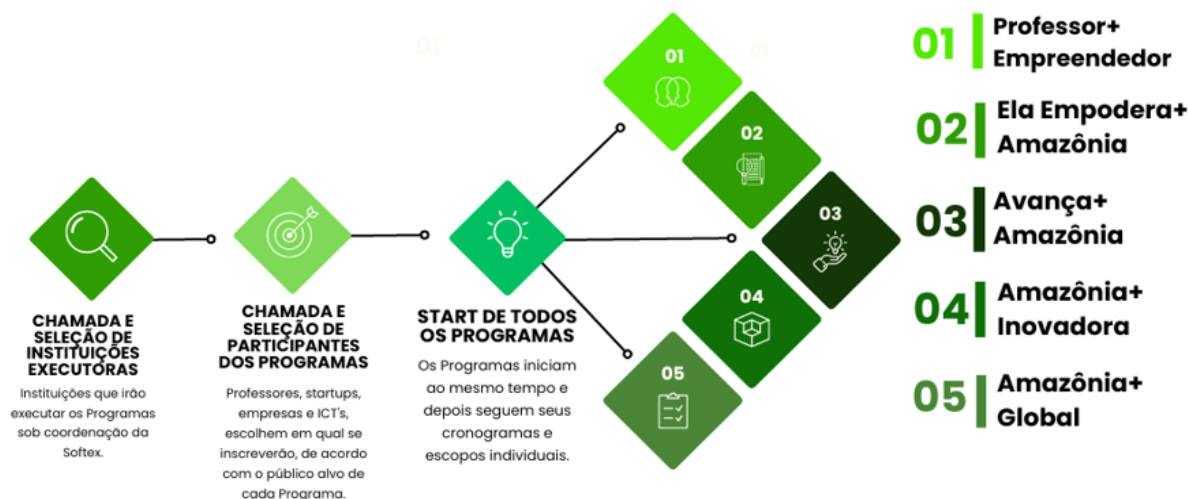 CHAMADA E
SELEÇÃO DE
INSTITUIÇÕES
EXECUTORAS
Instituições que irão
executar os Programas
sob coordenação da
Softex.
CHAMADA E
SELEÇÃO DE
PARTICIPANTES
DOS PROGRAMAS
Professores, startups,
empresas e ICT's,
escolhem em qual se
inscreverão, de acordo
com o público alvo de
cada Programa.
START DE TODOS
OS PROGRAMAS
Os Programas iniciam
ao mesmo tempo e
depois seguem seus
cronogramas e
escopos individuais.
01
01
01
02
03
04
05
01
Professor+
Empreendedor
02
Ela Empodera+
Amazônia
03
Avança+
Amazônia
04
Amazônia+
Inovadora
05
Amazônia+
Global